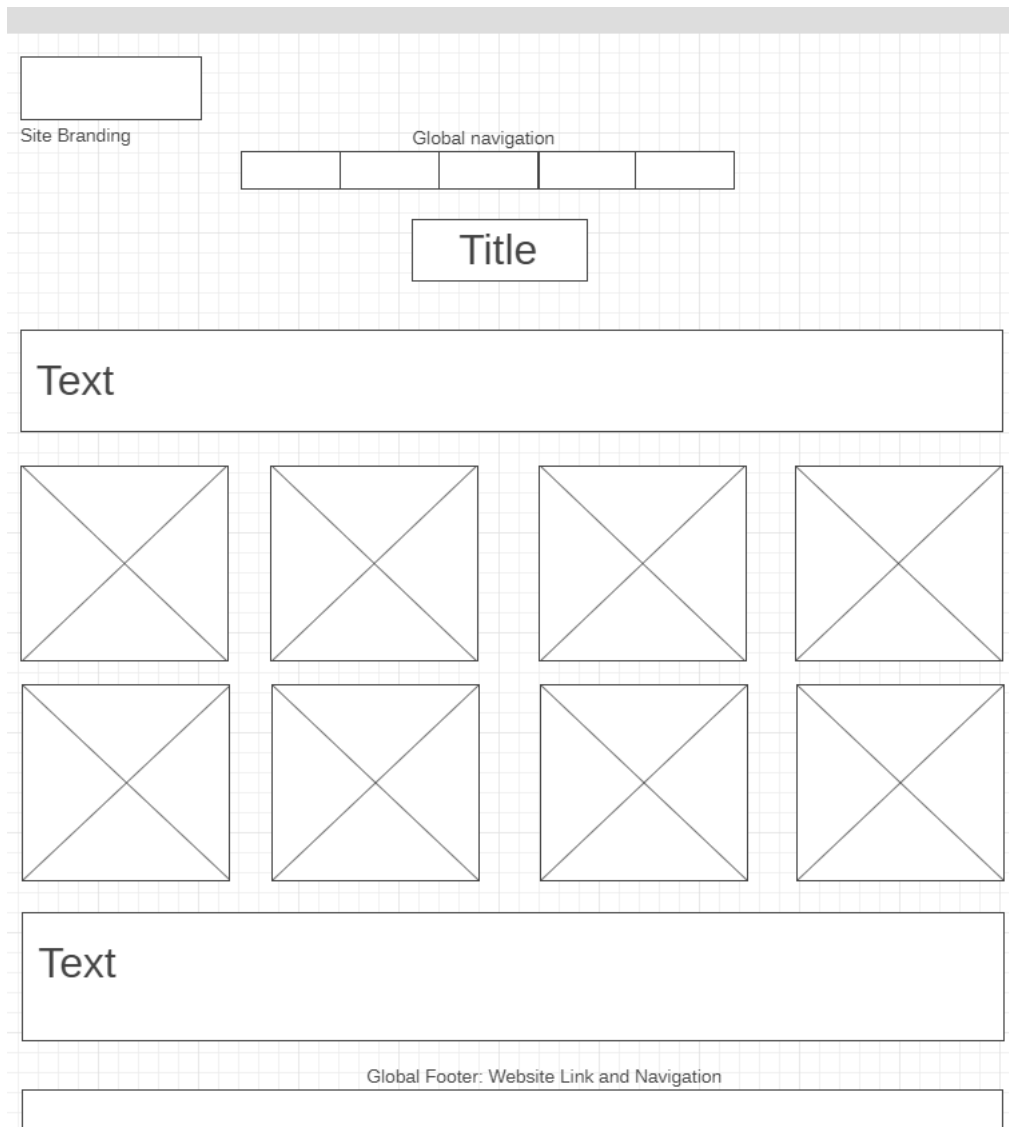 Site Branding
Global navigation
Title
Text
Text
Global Footer: Website Link and Navigation